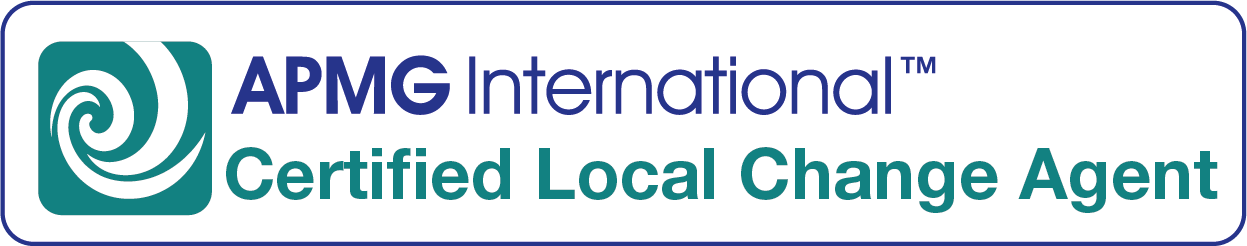 APMG International™
Certified Local Change Agent